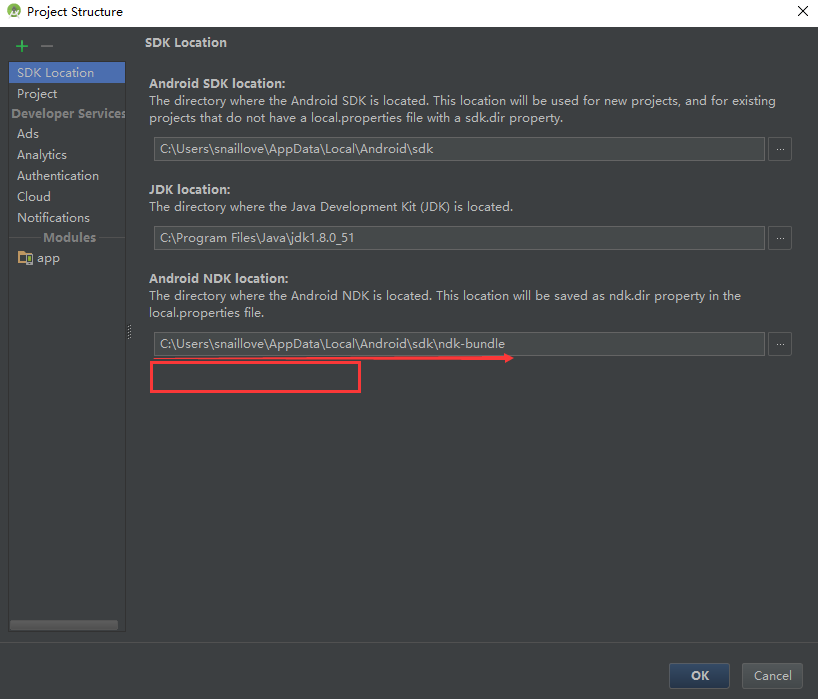 Project Structure
SDK Location
Project
Developer Services
Ads
Analytics
Authentication
Cloud
Notifications
Modules
app
SDK Location
Android SDK location:
The directory where the Android SDK is located. This location will be used for new projects, and for existing
projects that do not have a local.properties file with a sdk.dir property.
C:\Users\snaillove\AppData\Local\Android\sdk
...
JDK location:
The directory where the Java Development Kit (JDK) is located.
C:\Program Files\Java\jdk1.8.0_51
...
Android NDK location:
The directory where the Android NDK is located. This location will be saved as ndk.dir property in the
local.properties file.
C:\Users\snaillove\AppData\Local\Android\sdk\ndk-bundle
...
OK
Cancel